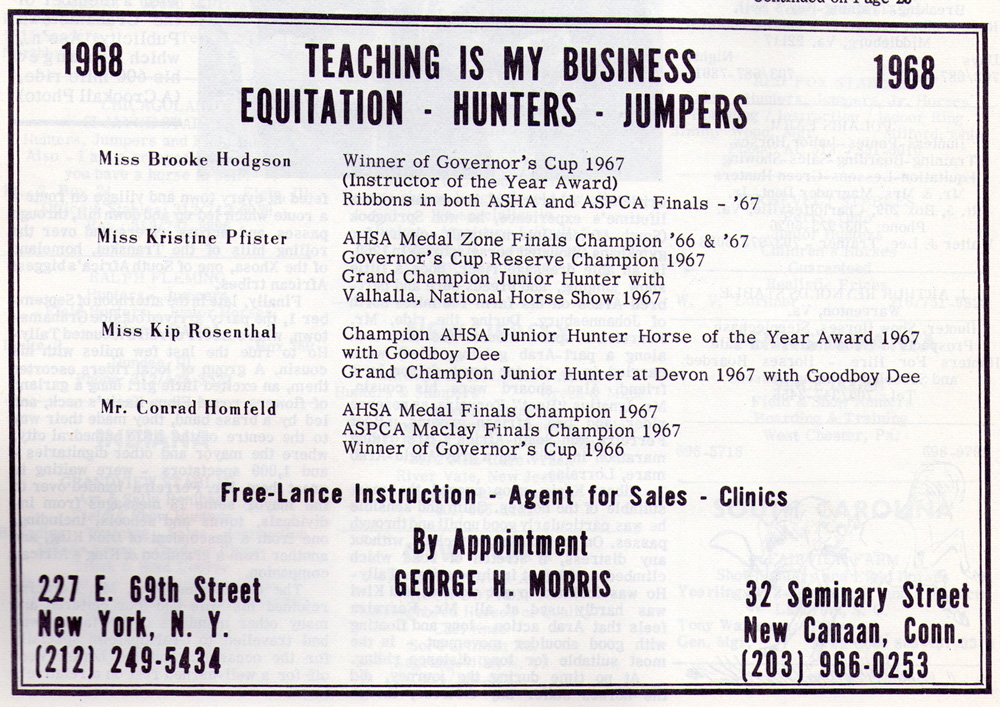 1968
TEACHING IS MY BUSINESS
1968
EQUITATION - HUNTERS - JUMPERS
Miss Brooke Hodgson
Winner of Governor's Cup 1967
(Instructor of the Year Award)
Ribbons in both ASHA and ASPCA Finals - '67
Miss Kristine Pfister
AHSA Medal Zone Finals Champion '66 & '67
Governor's Cup Reserve Champion 1967
Grand Champion Junior Hunter with
Valhalla, National Horse Show 1967
Miss Kip Rosenthal
Champion AHSA Junior Hunter Horse of the Year Award 1967
with Goodboy Dee
Grand Champion Junior Hunter at Devon 1967 with Goodboy Dee
Mr. Conrad Homfeld
AHSA Medal Finals Champion 1967
ASPCA Maclay Finals Champion 1967
Winner of Governor's Cup 1966
Free-Lance Instruction - Agent for Sales - Clinics
By Appointment
GEORGE H. MORRIS
227 E. 69th Street
New York, N. Y.
(212) 249-5434
Seminary Street
New Canaan, Conn.
(203) 966-0253